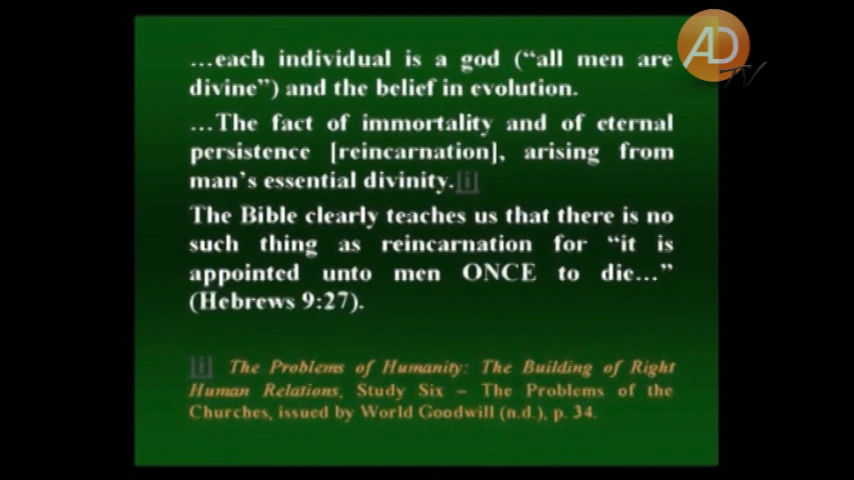 AD
TV
…each individual is a god (“all men are
divine”) and the belief in evolution.
…The fact of immortality and of eternal
persistence [reincarnation], arising from
man’s essential divinity.[i]
The Bible clearly teaches us that there is no
such thing as reincarnation for “it is
appointed unto men ONCE to die…”
(Hebrews 9:27).
[i] The Problems of Humanity: The Building of Right
Human Relations, Study Six – The Problems of the
Churches, issued by World Goodwill (n.d.), p. 34.